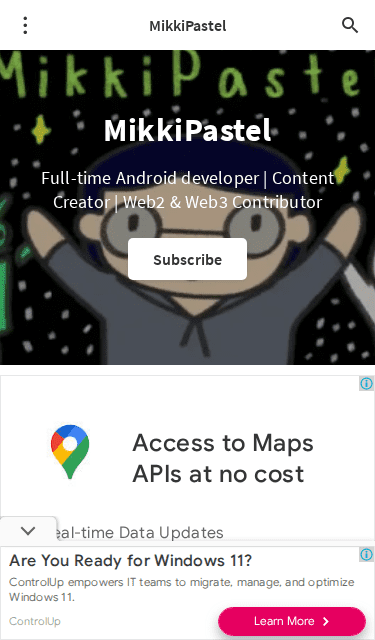 MikkiPastel
MikkiPaste
MikkiPastel
Full-time Android developer | Content
Creator | Web2 & Web3 Contributor
Subscribe
Access to Maps
APIs at no cost
eal-time Data Updates
Are You Ready for Windows 11?
ControlUp empowers IT teams to migrate, manage, and optimize
Windows 11.
ControlUp
Learn More